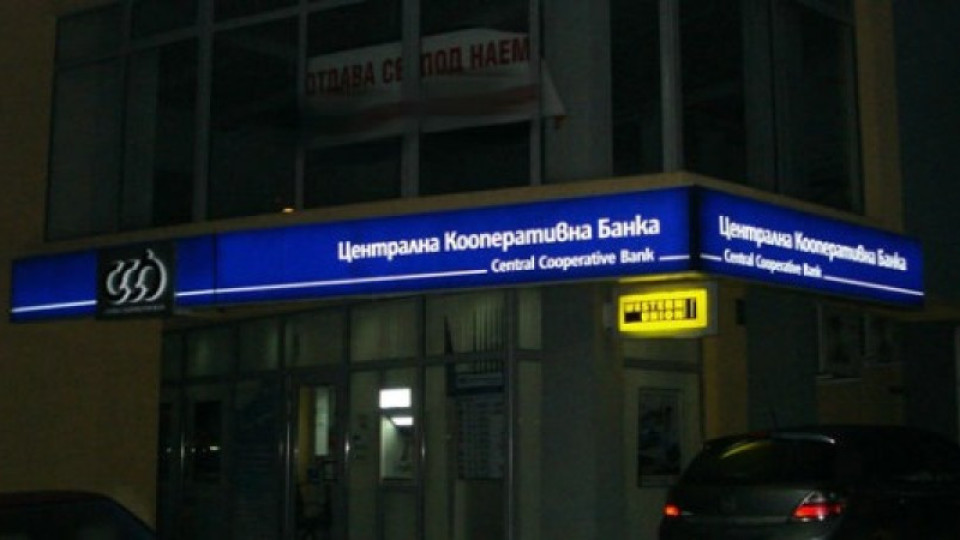 ОТДАВА СЕ ПОД НАЕМ
Централна Кооперативна Банка
Central Cooperative Bank
Централна Кооперативна Банка
Central Cooperative Bank
WESTERN
UNION